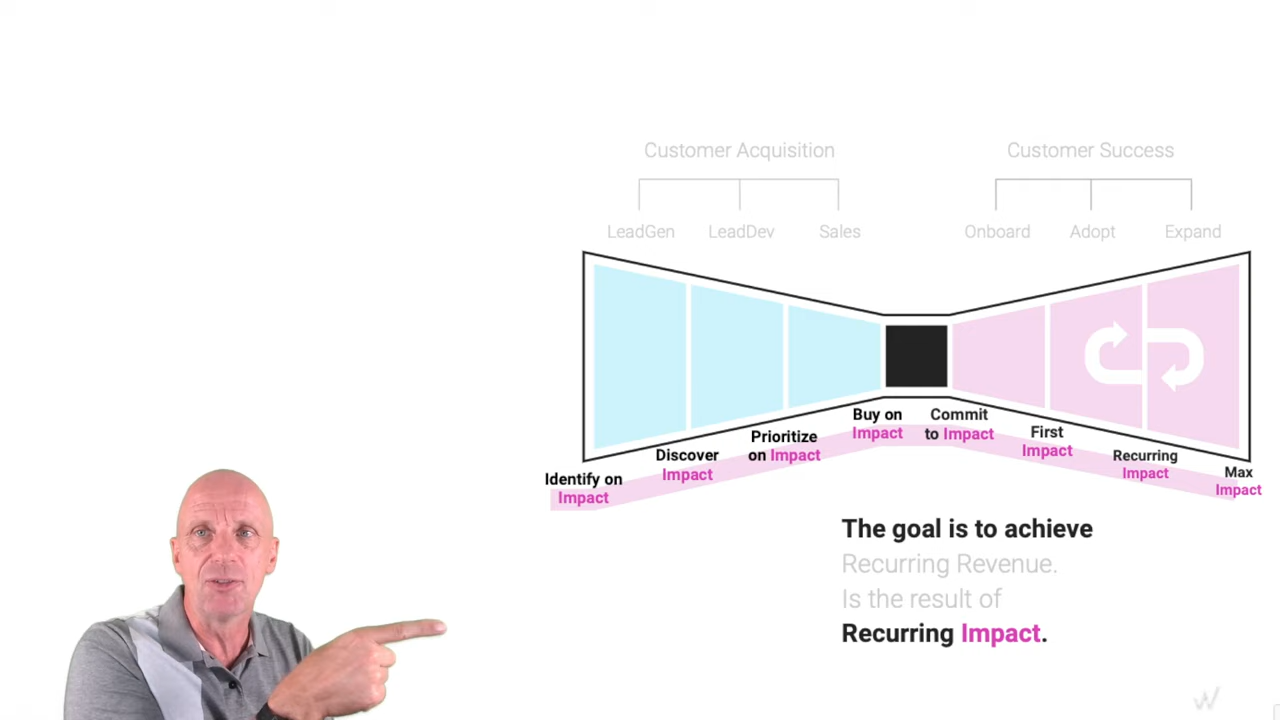 Customer Acquisition
Customer Success
LeadGen
LeadDev
Sales
Onboard
Adopt
Expand
Identify on
Impact
Discover
Impact
Prioritize
on Impact
Buy on
Impact
Commit
to Impact
First
Impact
Recurring
Impact
Max
Impact
The goal is to achieve
Recurring Revenue.
Is the result of
Recurring Impact.
W